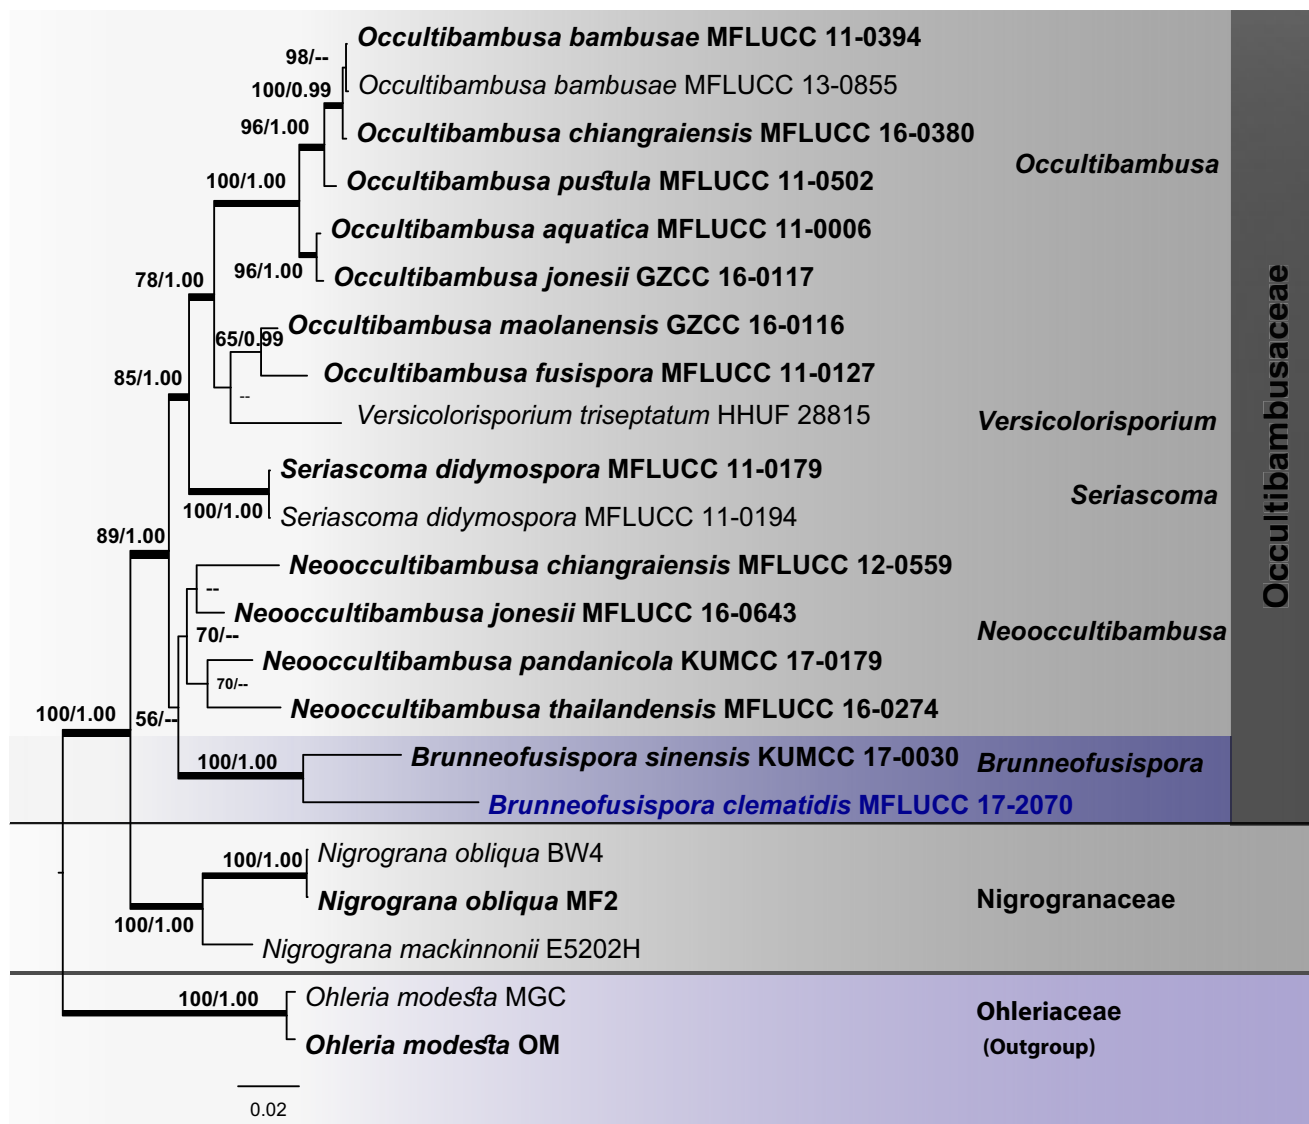 Occultibambusa bambusae MFLUCC 11-0394
98/--
Occultibambusa bambusae MFLUCC 13-0855
100/0.99
Occultibambusa chiangraiensis MFLUCC 16-0380
96/1.00
Occultibambusa
Occultibambusa pustula MFLUCC 11-0502
100/1.00
Occultibambusa aquatica MFLUCC 11-0006
96/1.00
Occultibambusa jonesii GZCC 16-0117
78/1.00
Occultibambusa maolanensis GZCC 16-0116
65/0.99
Occultibambusa fusispora MFLUCC 11-0127
85/1.00
--
Versicolorisporium triseptatum HHUF 28815
Versicolorisporium
Occultibambusaceae
Seriascoma didymospora MFLUCC 11-0179
Seriascoma
100/1.00
Seriascoma didymospora MFLUCC 11-0194
89/1.00
Neooccultibambusa chiangraiensis MFLUCC 12-0559
--
Neooccultibambusa jonesii MFLUCC 16-0643
70/--
Neooccultibambusa
Neooccultibambusa pandanicola KUMCC 17-0179
70/--
Neooccultibambusa thailandensis MFLUCC 16-0274
100/1.00
56/--
Brunneofusispora sinensis KUMCC 17-0030
Brunneofusispora
100/1.00
Brunneofusispora clematidis MFLUCC 17-2070
Nigrograna obliqua BW4
100/1.00
Nigrograna obliqua MF2
Nigrogranaceae
100/1.00
Nigrograna mackinnonii E5202H
Ohleria modesta MGC
100/1.00
Ohleriaceae
Ohleria modesta OM
(Outgroup)
0.02